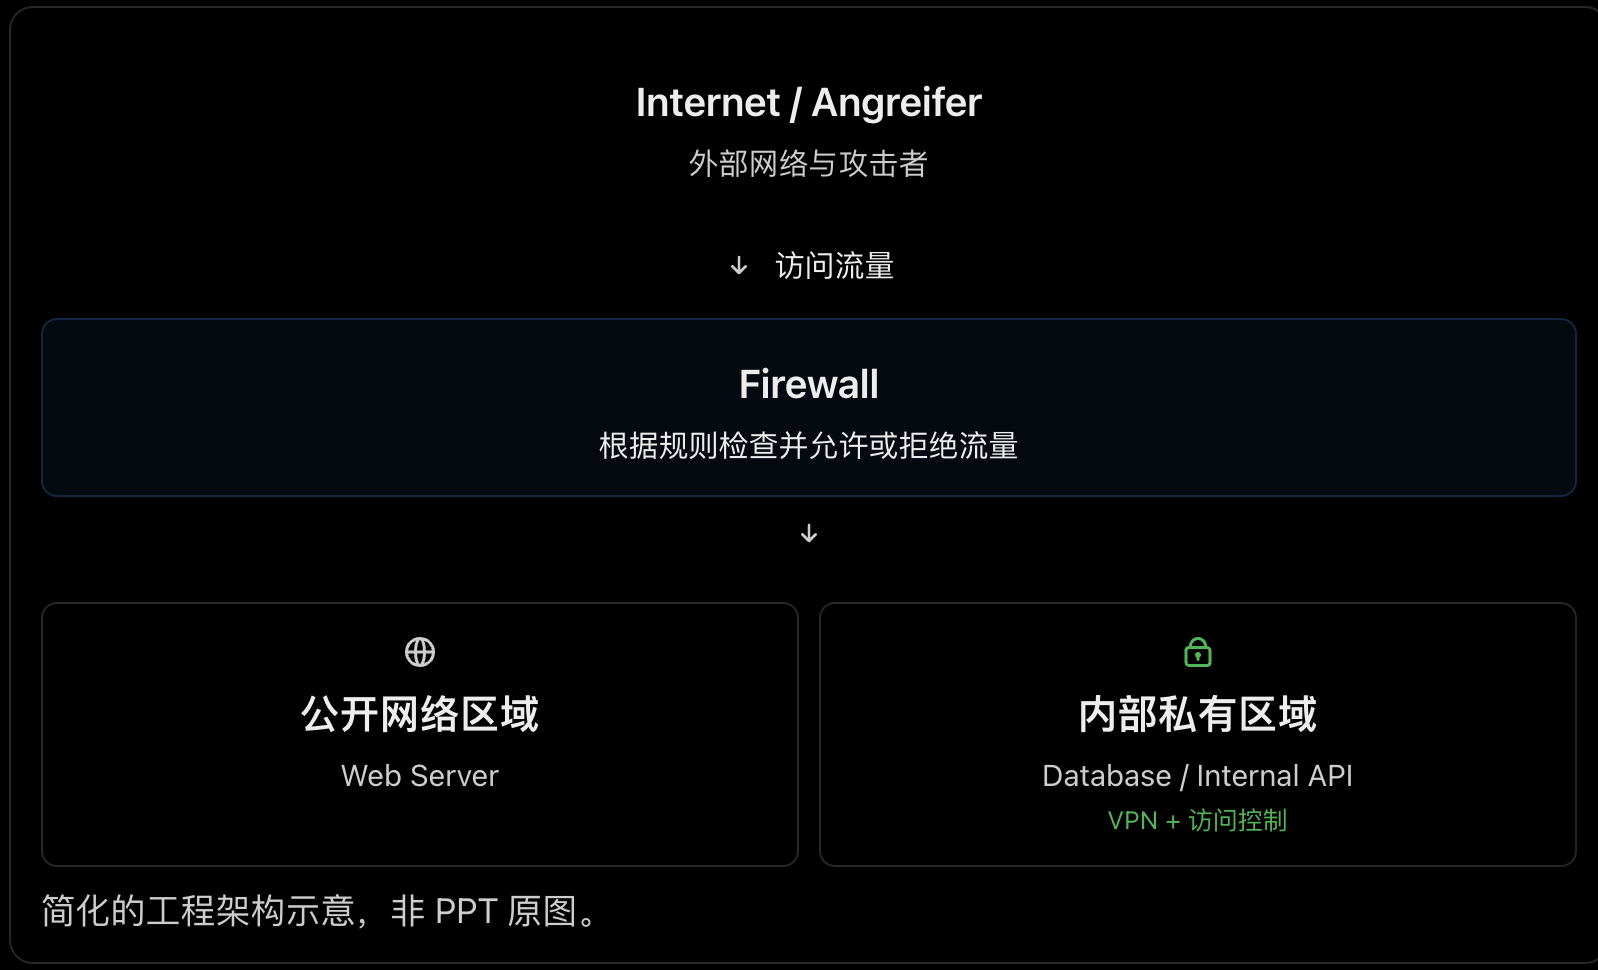 Internet / Angreifer
外部网络与攻击者
↓ 访问流量
Firewall
根据规则检查并允许或拒绝流量
↓
公开网络区域
Web Server
内部私有区域
Database / Internal API
VPN + 访问控制
简化的工程架构示意，非 PPT 原图。